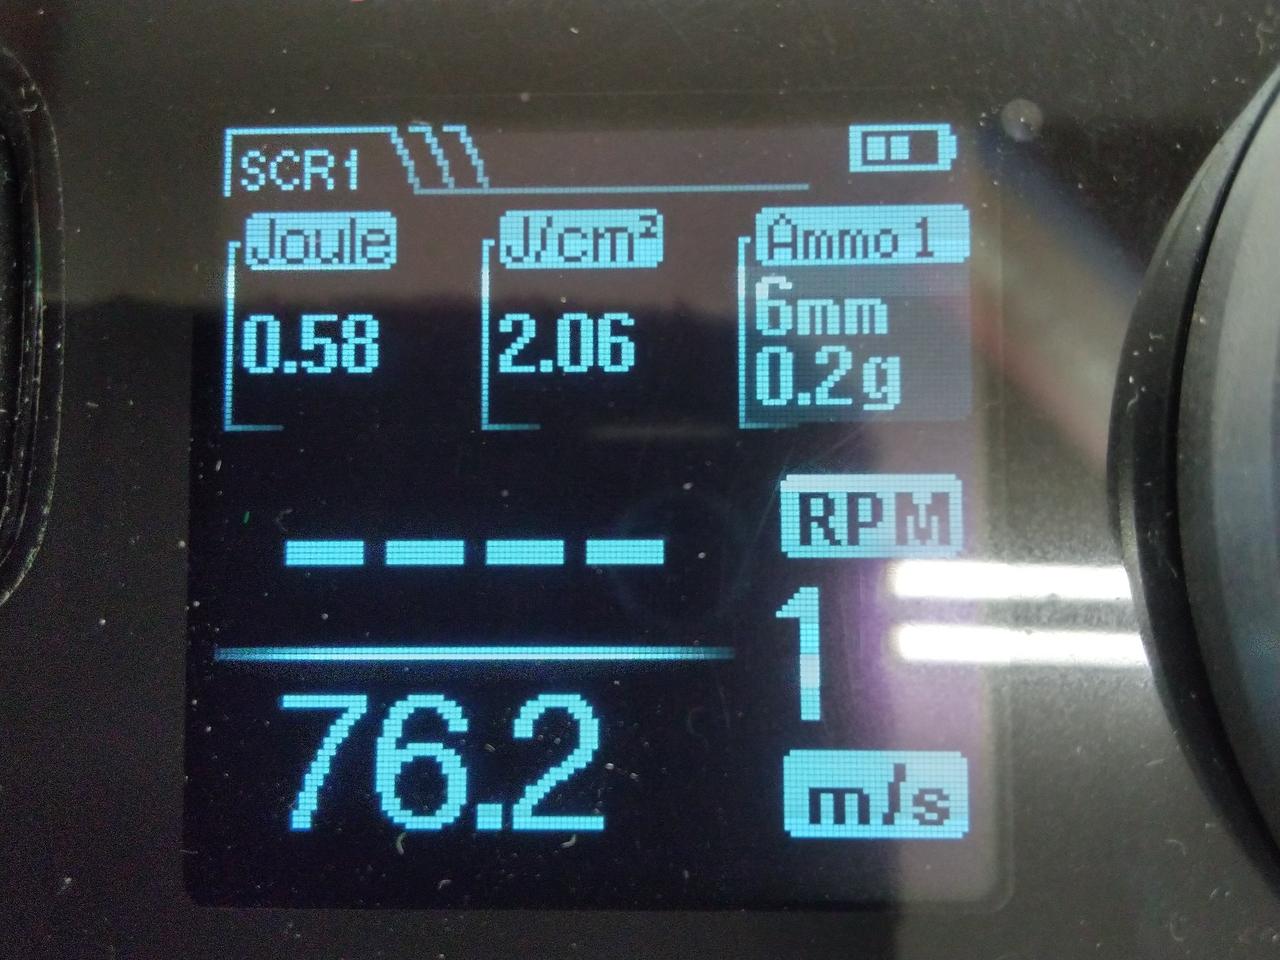 SCR1
Joule
0.58
J/cm²
2.06
Ammo 1
6mm
0.2g
----
RPM
1
76.2
m/s